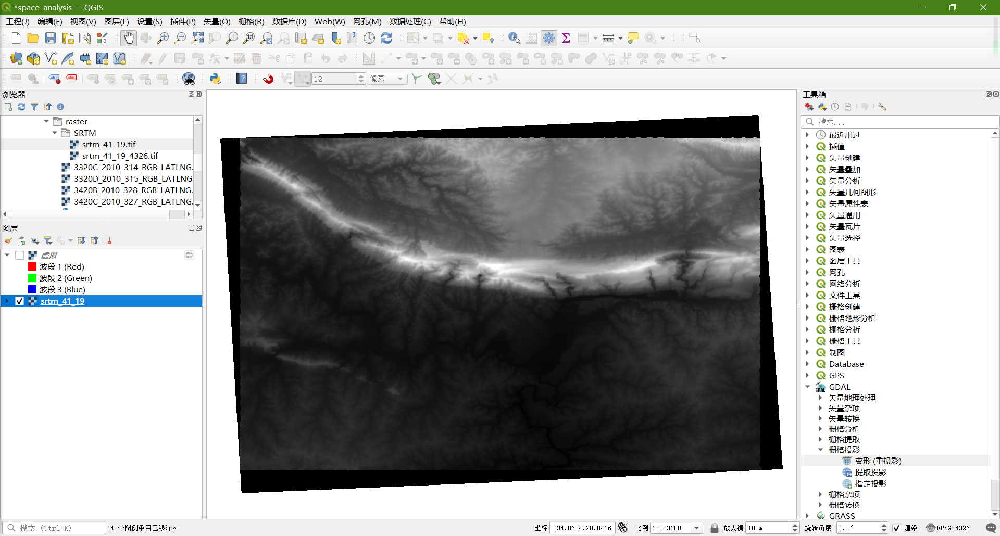 *space_analysis — QGIS
工程(J) 编辑(E) 视图(V) 图层(L) 设置(S) 插件(P) 矢量(O) 栅格(R) 数据库(D) Web(W) 网孔(M) 数据处理(C) 帮助(H)
12 像素
浏览器
raster
SRTM
srtm_41_19.tif
srtm_41_19_4326.tif
3320C_2010_314_RGB_LATLNG.
3320D_2010_315_RGB_LATLNG.
3420B_2010_328_RGB_LATLNG.
3420C_2010_327_RGB_LATLNG.
图层
虚拟
波段 1 (Red)
波段 2 (Green)
波段 3 (Blue)
srtm_41_19
工具箱
搜索...
最近用过
插值
矢量创建
矢量叠加
矢量分析
矢量几何图形
矢量属性表
矢量通用
矢量瓦片
矢量选择
图表
图层工具
网孔
网络分析
文件工具
栅格创建
栅格地形分析
栅格分析
栅格工具
制图
Database
GPS
GDAL
矢量地理处理
矢量杂项
矢量转换
栅格分析
栅格提取
栅格投影
变形 (重投影)
提取投影
指定投影
栅格杂项
栅格转换
GRASS
搜索 (Ctrl+K) 4 个图例条目已移除。 坐标 -34.0634,20.0416 比例 1:233180 放大镜 100% 旋转角度 0.0° 渲染 EPSG:4326